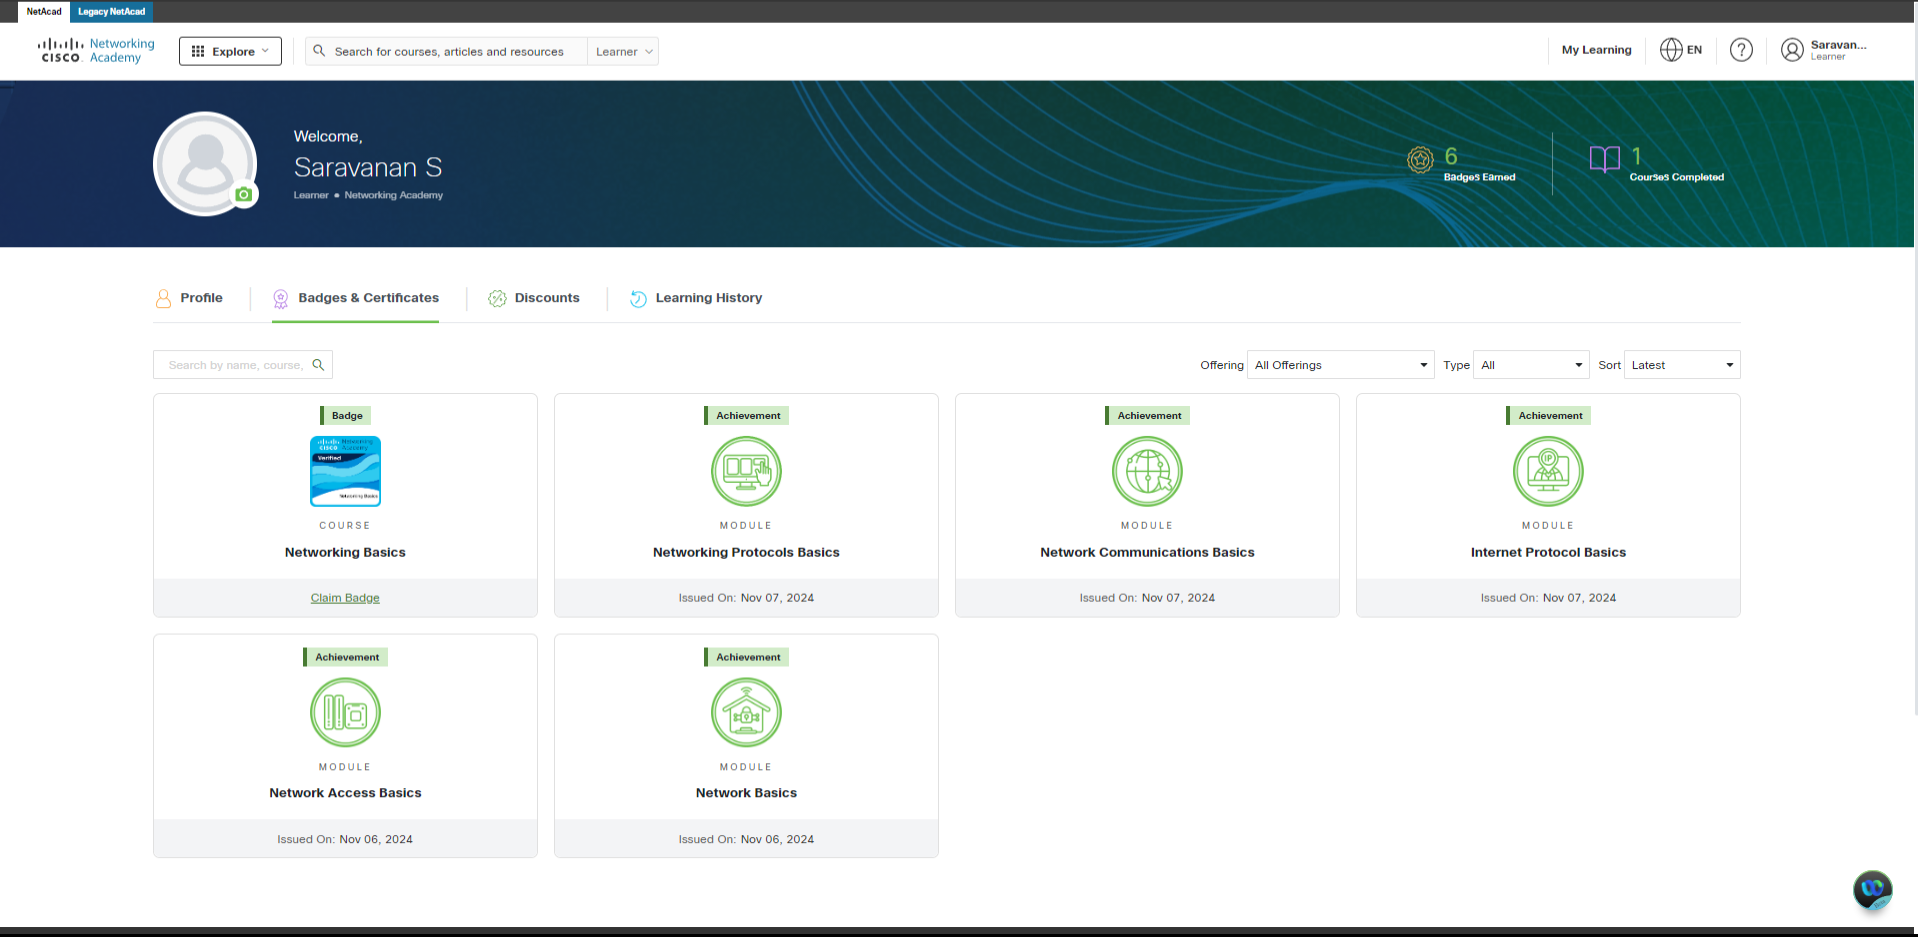 NetAcad
Legacy NetAcad
CISCO
Networking Academy
Explore
Search for courses, articles and resources
Learner
My Learning
EN
?
Saravan...
Learner
Welcome,
Saravanan S
Learner • Networking Academy
6
Badges Earned
1
Courses Completed
Profile
Badges & Certificates
Discounts
Learning History
Search by name, course,
Offering
All Offerings
Type
All
Sort
Latest
Badge
CISCO
Networking Academy
Verified
Networking Basics
COURSE
Networking Basics
Claim Badge
Achievement
MODULE
Networking Protocols Basics
Issued On: Nov 07, 2024
Achievement
MODULE
Network Communications Basics
Issued On: Nov 07, 2024
Achievement
IP
MODULE
Internet Protocol Basics
Issued On: Nov 07, 2024
Achievement
MODULE
Network Access Basics
Issued On: Nov 06, 2024
Achievement
MODULE
Network Basics
Issued On: Nov 06, 2024